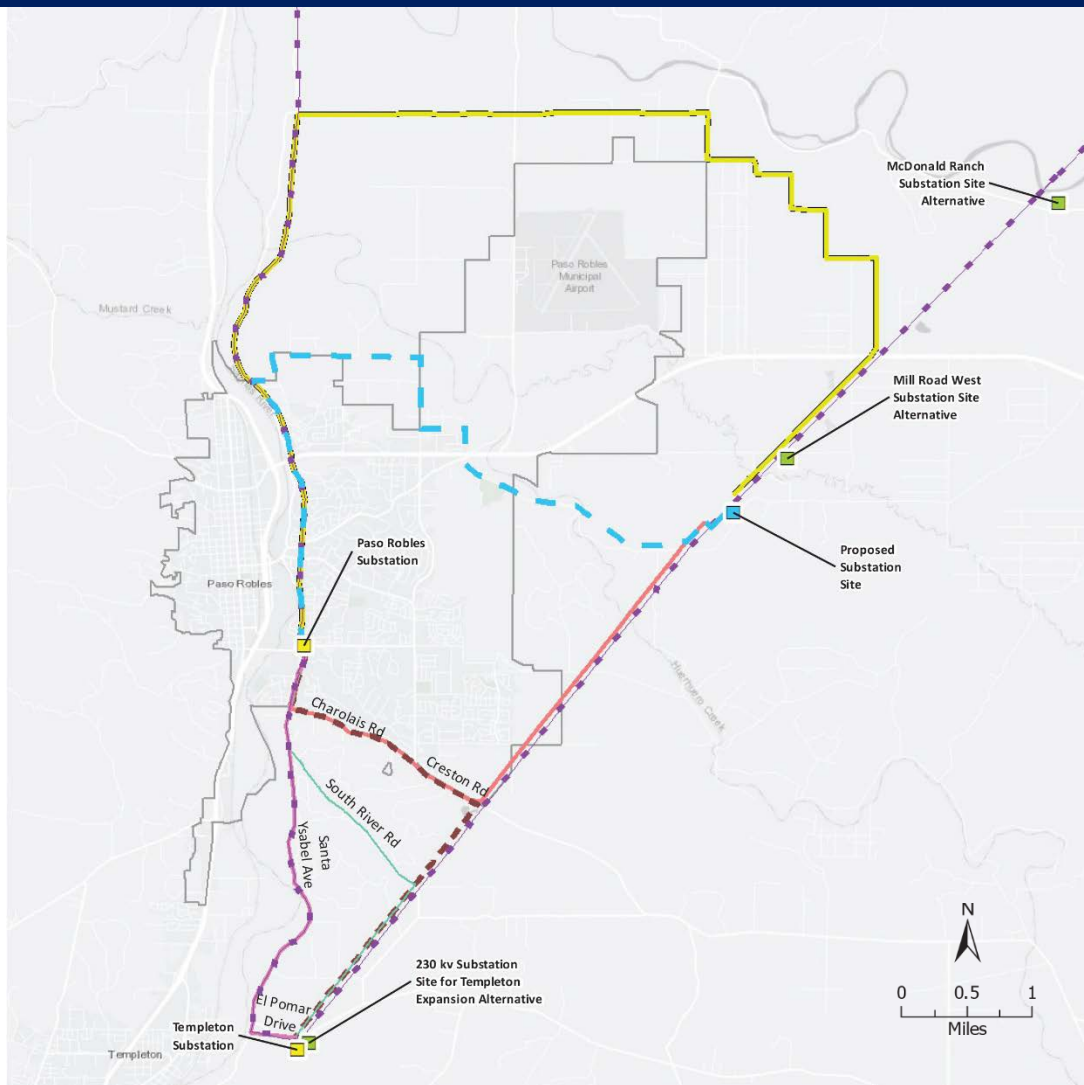 McDonald Ranch
Substation Site
Alternative
Paso Robles
Municipal
Airport
Mustard Creek
Mill Road West
Substation Site
Alternative
Paso Robles
Substation
Proposed
Substation
Site
Paso Robles
Huerhuero Creek
Charolais Rd
Creston Rd
South River Rd
Santa
Ysabel Ave
N
230 kv Substation
Site for Templeton
Expansion Alternative
0 0.5 1
Miles
El Pomar
Drive
Templeton
Substation
Templeton